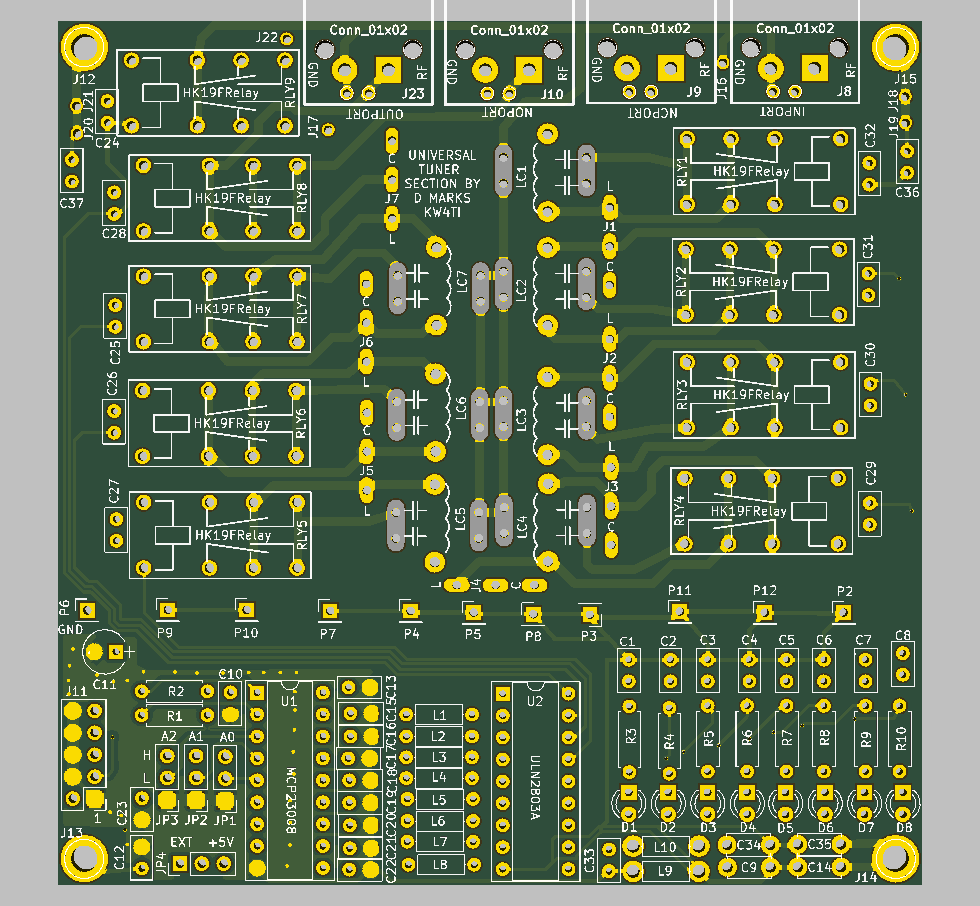 Conn_01x02
Conn_01x02
Conn_01x02
Conn_01x02
J22
GND
RF
GND
RF
GND
RF
GND
RF
J12
J15
J23
J10
J9
J16
J8
HK19FRelay
RLY9
J21
J20
C24
J17
OUTPORT
NOPORT
NCPORT
INPORT
J18
J19
C32
C36
C37
UNIVERSAL
TUNER
SECTION BY
D MARKS
KW4TI
C
J7
L
LC1
L
J1
C
RLY1
HK19FRelay
HK19FRelay
RLY8
C28
C31
RLY2
HK19FRelay
HK19FRelay
RLY7
C25
C
J6
L
LC7
LC2
L
J2
C
C30
RLY3
HK19FRelay
HK19FRelay
RLY6
C26
C
J5
L
LC6
LC3
L
J3
C
C29
RLY4
HK19FRelay
HK19FRelay
RLY5
C27
LC5
LC4
L
J4
C
P6
P9
P10
P7
P4
P5
P8
P3
P11
P12
P2
GND
+
C11
C1
C2
C3
C4
C5
C6
C7
C8
J11
R2
R1
C10
U1
MCP23008
C13
C15
C16
C17
C18
C19
C20
C21
C22
L1
L2
L3
L4
L5
L6
L7
L8
U2
ULN2803A
R3
R4
R5
R6
R7
R8
R9
R10
A2
A1
A0
H
L
JP3
JP2
JP1
1
C23
D1
D2
D3
D4
D5
D6
D7
D8
J13
EXT
+5V
C12
JP4
C33
L10
L9
C34
C9
C35
C14
J14